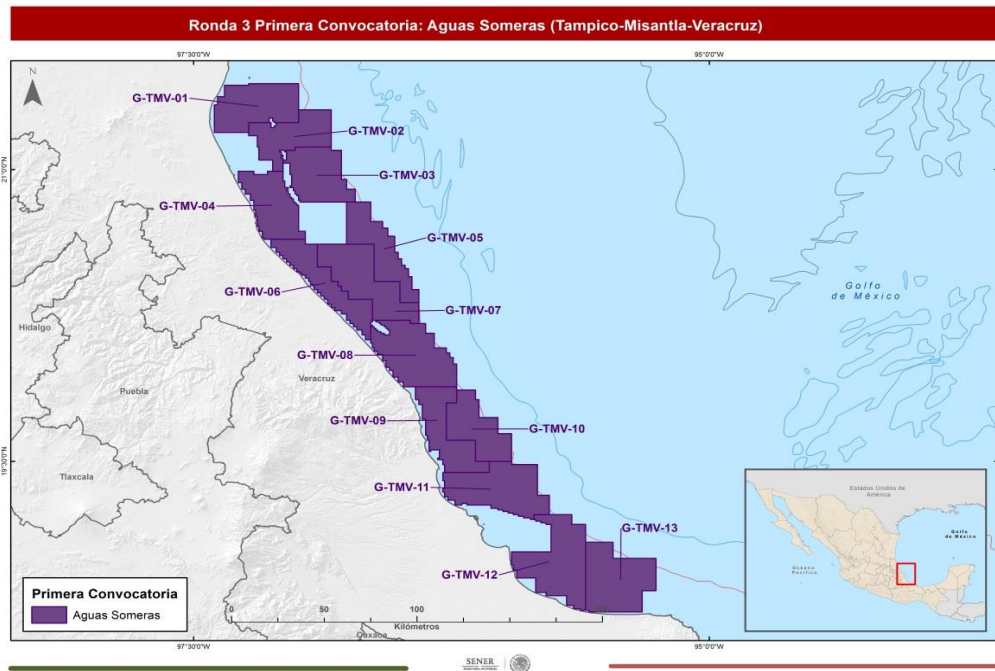 Ronda 3 Primera Convocatoria: Aguas Someras (Tampico-Misantla-Veracruz)
97°30'0"W
95°0'0"W
N
G-TMV-01
G-TMV-02
21°0'0"N
G-TMV-03
G-TMV-04
G-TMV-05
G-TMV-06
Golfo
de México
G-TMV-07
Hidalgo
G-TMV-08
Veracruz
Puebla
G-TMV-09
G-TMV-10
19°30'0"N
Tlaxcala
G-TMV-11
Estados Unidos de
América
G-TMV-13
Golfo
de México
Océano
Pacífico
G-TMV-12
Primera Convocatoria
Aguas Someras
0 50 100
Kilómetros
Oaxaca
97°30'0"W
95°0'0"W
SENER